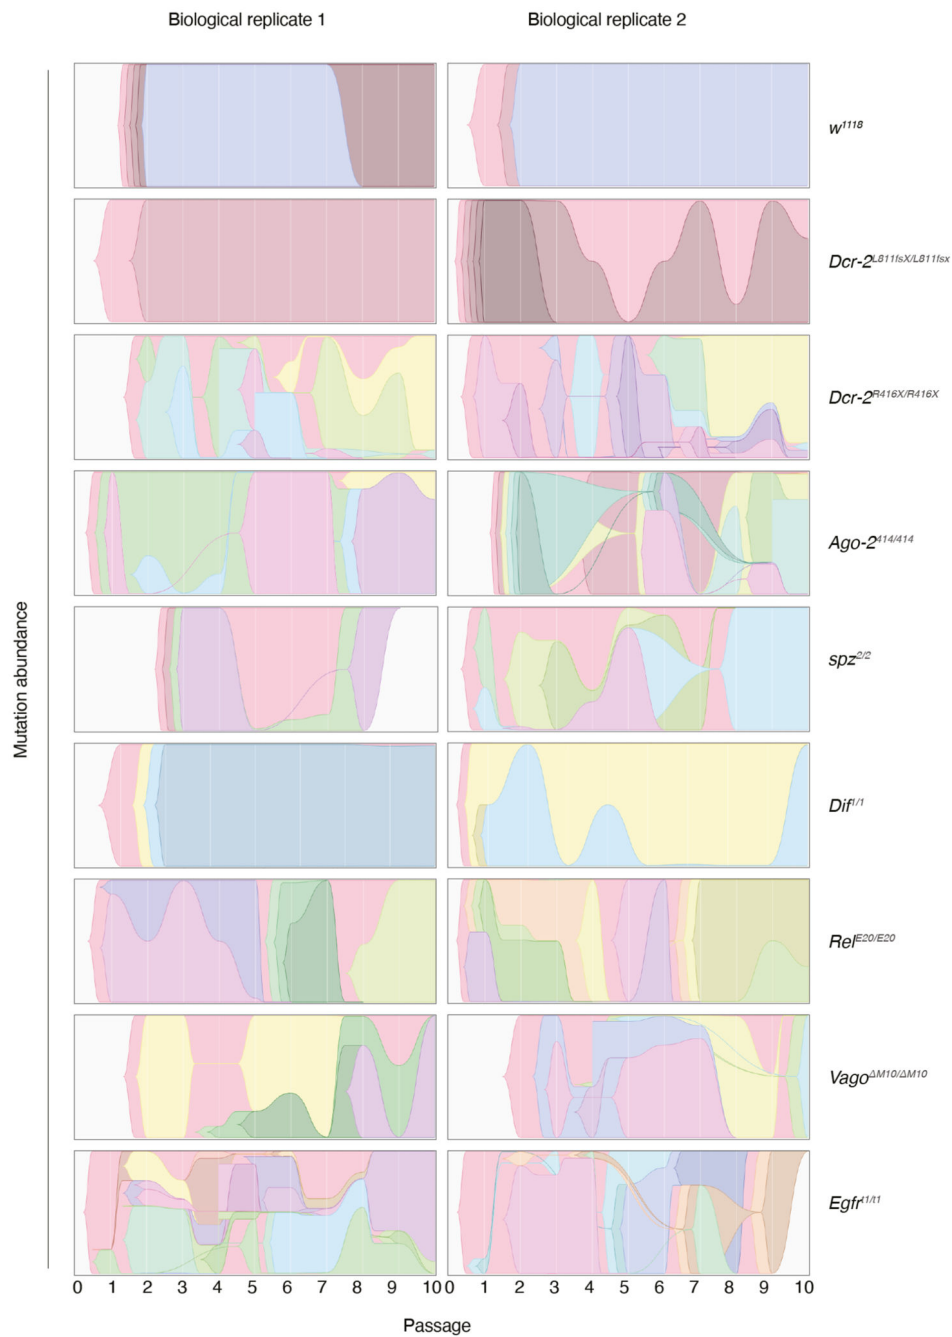 Biological replicate 1
Biological replicate 2
w1118
Dcr-2L811fsX/L811fsx
Dcr-2R416X/R416X
Ago-2414/414
spz2/2
Dif1/1
RelE20/E20
VagoΔM10/ΔM10
Egfrt1/t1
Mutation abundance
0 1 2 3 4 5 6 7 8 9 10
0 1 2 3 4 5 6 7 8 9 10
Passage